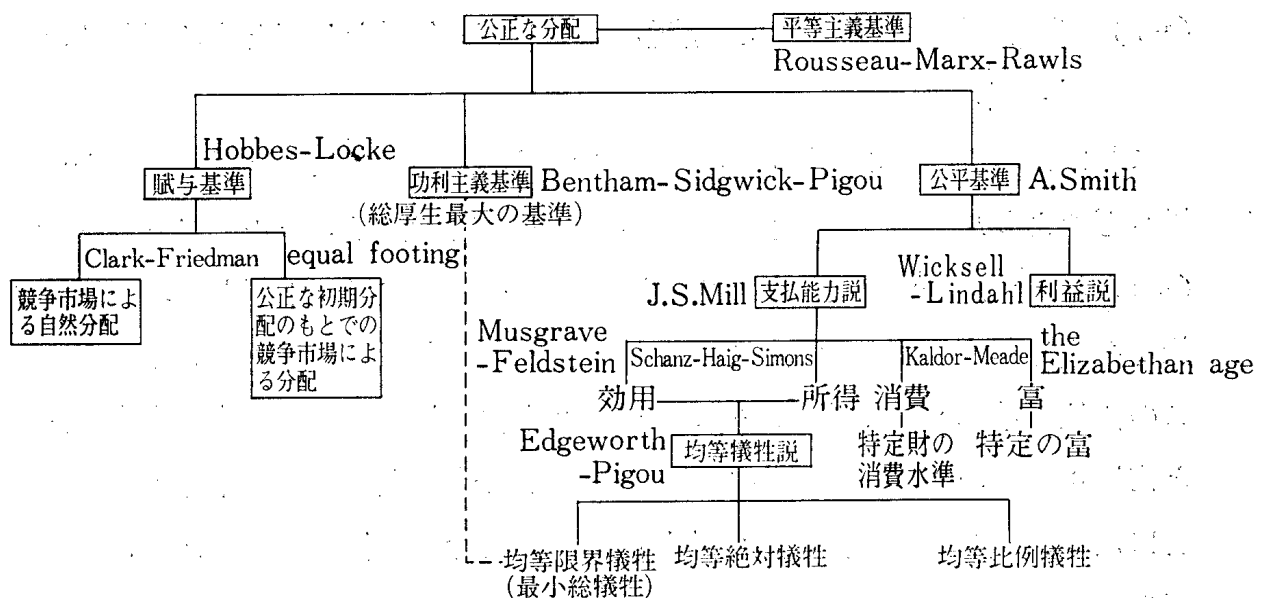 公正な分配
平等主義基準
Rousseau-Marx-Rawls
Hobbes-Locke
賦与基準
功利主義基準
Bentham-Sidgwick-Pigou
(総厚生最大の基準)
公平基準
A.Smith
Clark-Friedman
equal footing
競争市場によ
る自然分配
公正な初期分
配のもとでの
競争市場によ
る分配
J.S.Mill
支払能力説
Wicksell
-Lindahl
利益説
Musgrave
-Feldstein
Schanz-Haig-Simons
Kaldor-Meade
the
Elizabethan age
効用
所得
消費
富
Edgeworth
-Pigou
均等犠牲説
特定財の
消費水準
特定の富
均等限界犠牲
(最小総犠牲)
均等絶対犠牲
均等比例犠牲